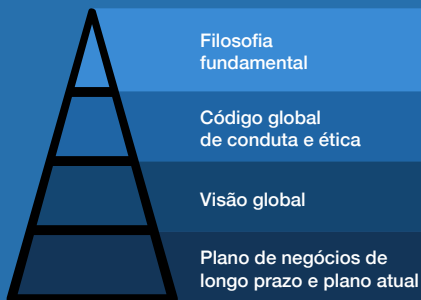 Filosofia
fundamental
Código global
de conduta e ética
Visão global
Plano de negócios de
longo prazo e plano atual